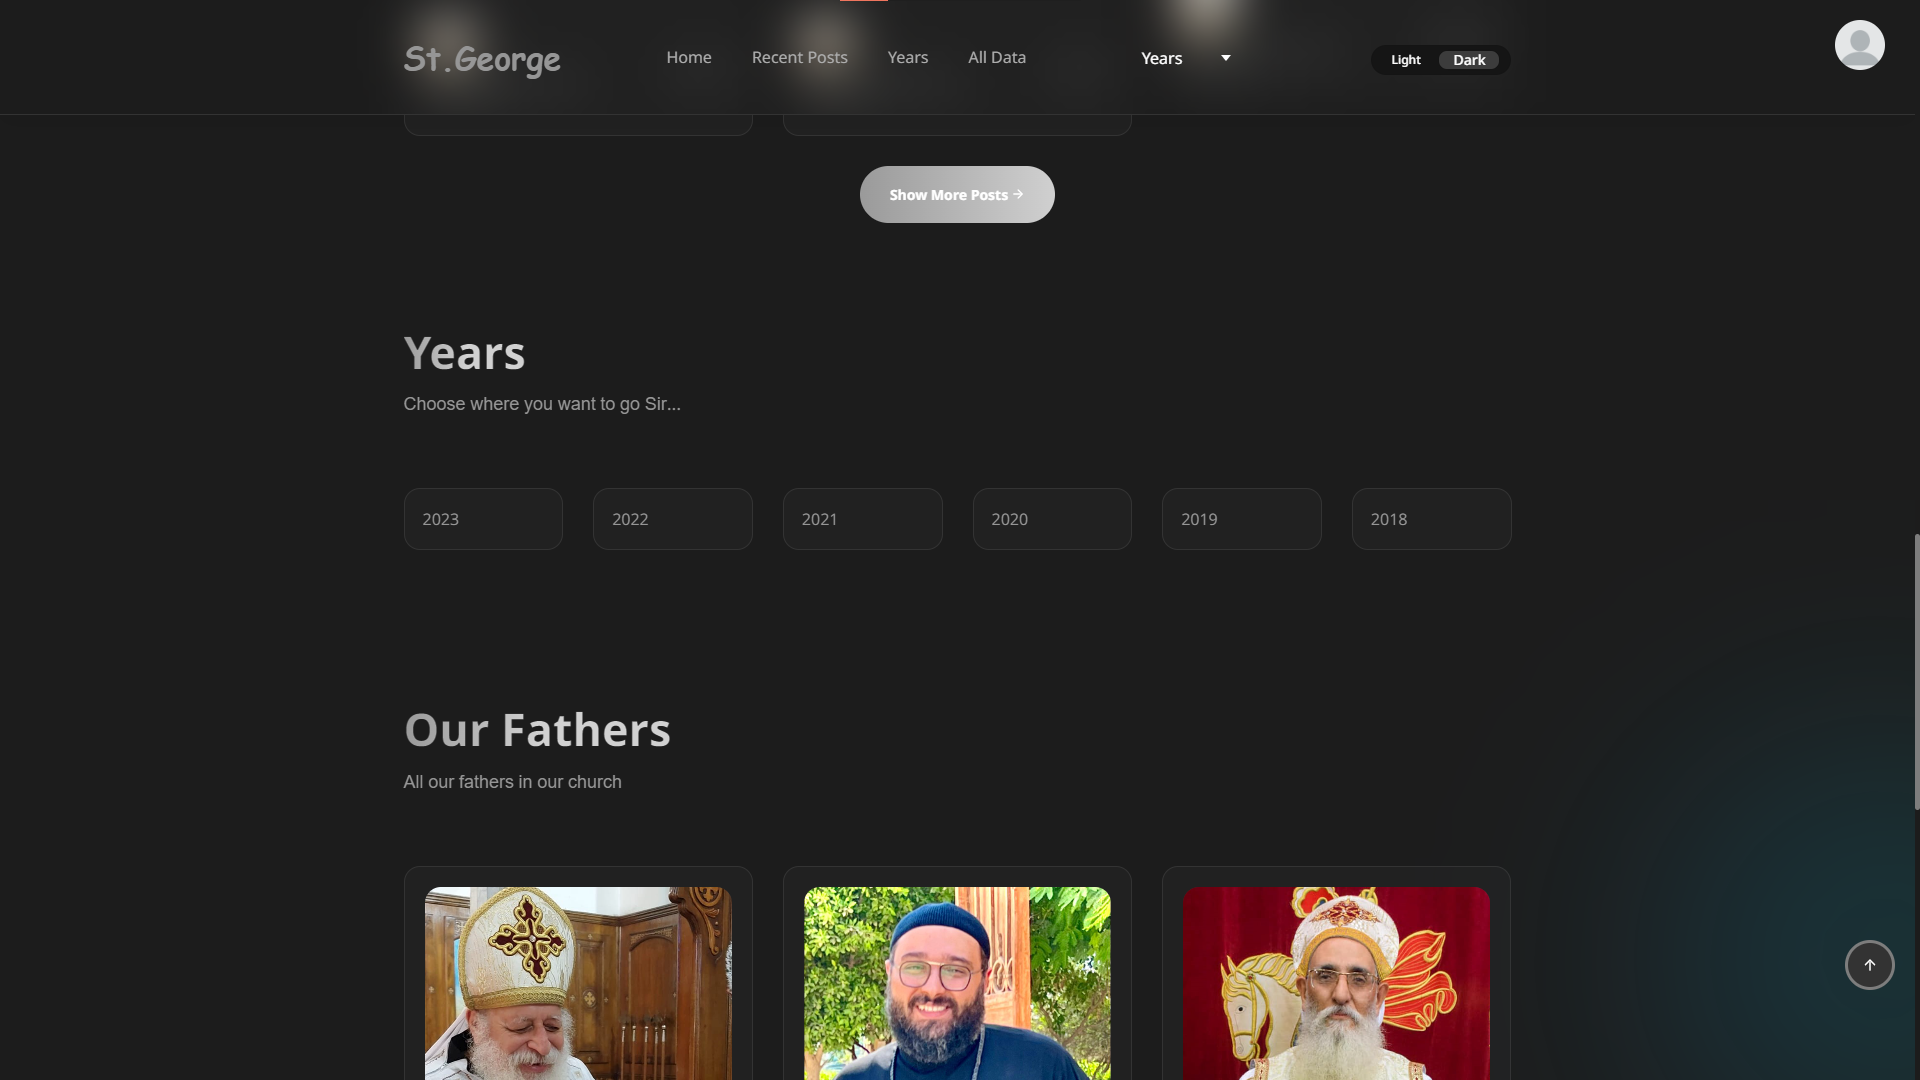 St.George
Home
Recent Posts
Years
All Data
Years
Light
Dark
Show More Posts →
Years
Choose where you want to go Sir...
2023
2022
2021
2020
2019
2018
Our Fathers
All our fathers in our church